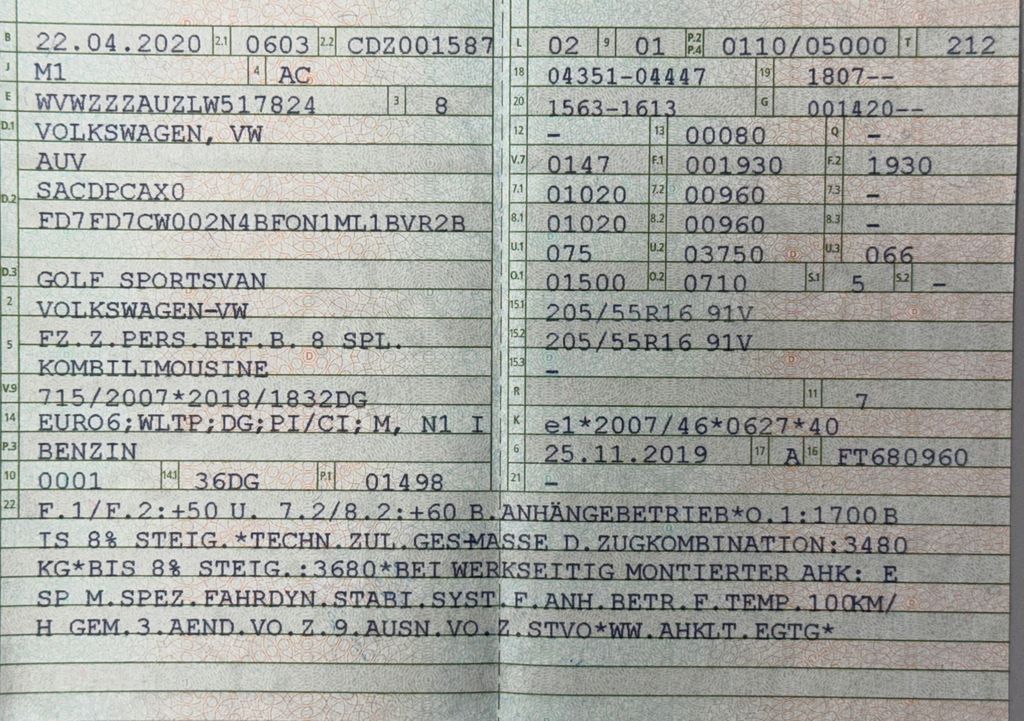 B 22.04.2020 2.1 0603 2.2 CDZ001587
J M1 4 AC
E WVWZZZAUZLW517824 3 8
D.1 VOLKSWAGEN, VW
AUV
D.2 SACDPCAX0
FD7FD7CW002N4BFON1ML1BVR2B
D.3 GOLF SPORTSVAN
2 VOLKSWAGEN-VW
5 FZ.Z.PERS.BEF.B. 8 SPL.
KOMBILIMOUSINE
V.9 715/2007*2018/1832DG
14 EURO6;WLTP;DG;PI/CI; M, N1 I
P.3 BENZIN
10 0001 14.1 36DG P.1 01498
L 02 9 01 P.2 P.4 0110/05000 T 212
18 04351-04447 19 1807--
20 1563-1613 G 001420--
12 - 13 00080 Q -
V.7 0147 F.1 001930 F.2 1930
7.1 01020 7.2 00960 7.3 -
8.1 01020 8.2 00960 8.3 -
U.1 075 U.2 03750 U.3 066
O.1 01500 O.2 0710 S.1 5 S.2 -
15.1 205/55R16 91V
15.2 205/55R16 91V
15.3 -
R 11 7
K e1*2007/46*0627*40
6 25.11.2019 17 A 16 FT680960
21 -
22 F.1/F.2:+50 U. 7.2/8.2:+60 B.ANHÄNGEBETRIEB*O.1:1700 B
IS 8% STEIG.*TECHN.ZUL.GES-MASSE D.ZUGKOMBINATION:3480
KG*BIS 8% STEIG.:3680*BEI WERKSEITIG MONTIERTER AHK: E
SP M.SPEZ.FAHRDYN.STABI.SYST.F.ANH.BETR.F.TEMP.100KM/
H GEM.3.AEND.VO.Z.9.AUSN.VO.Z.STVO*WW.AHKLT.EGTG*